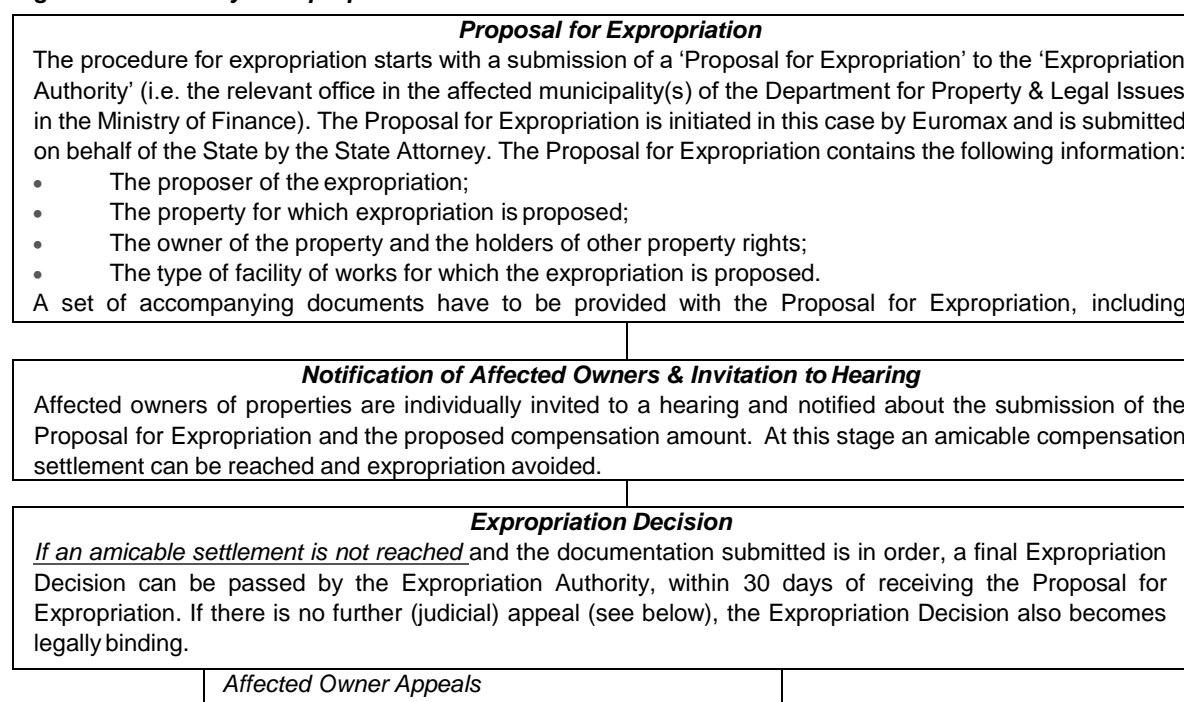 Proposal for Expropriation
The procedure for expropriation starts with a submission of a ‘Proposal for Expropriation’ to the ‘Expropriation
Authority’ (i.e. the relevant office in the affected municipality(s) of the Department for Property & Legal Issues
in the Ministry of Finance). The Proposal for Expropriation is initiated in this case by Euromax and is submitted
on behalf of the State by the State Attorney. The Proposal for Expropriation contains the following information:
• The proposer of the expropriation;
• The property for which expropriation is proposed;
• The owner of the property and the holders of other property rights;
• The type of facility of works for which the expropriation is proposed.
A set of accompanying documents have to be provided with the Proposal for Expropriation, including
Notification of Affected Owners & Invitation to Hearing
Affected owners of properties are individually invited to a hearing and notified about the submission of the
Proposal for Expropriation and the proposed compensation amount. At this stage an amicable compensation
settlement can be reached and expropriation avoided.
Expropriation Decision
If an amicable settlement is not reached and the documentation submitted is in order, a final Expropriation
Decision can be passed by the Expropriation Authority, within 30 days of receiving the Proposal for
Expropriation. If there is no further (judicial) appeal (see below), the Expropriation Decision also becomes
legally binding.
Affected Owner Appeals